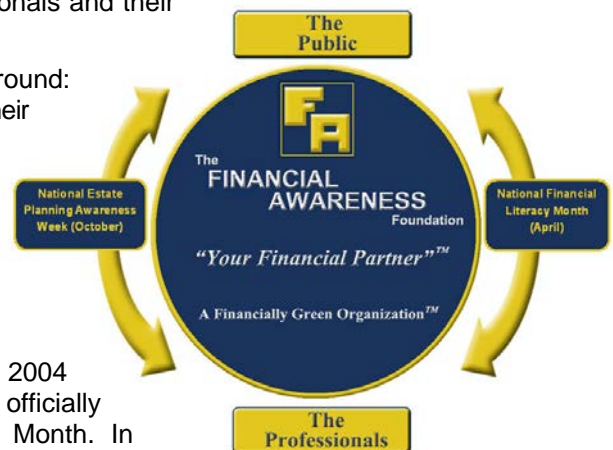 onals and their
round:
heir
2004
officially
Month. In
The
Public
FA
The
FINANCIAL
AWARENESS
Foundation
"Your Financial Partner"™
A Financially Green Organization™
National Estate
Planning Awareness
Week (October)
National Financial
Literacy Month
(April)
The
Professionals